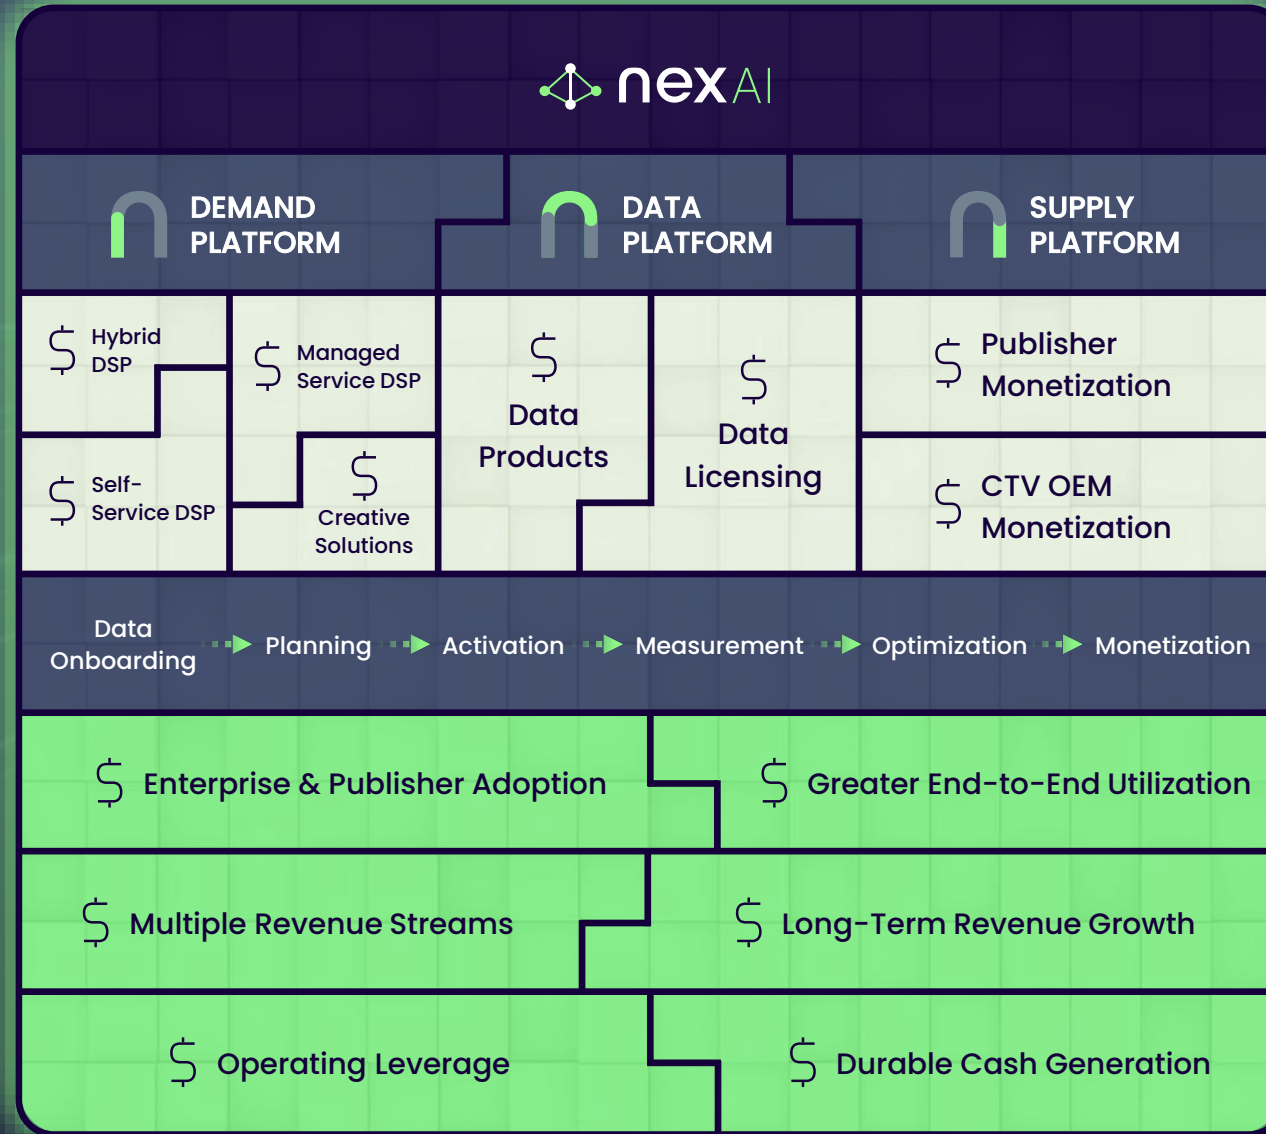 nexAI
DEMAND
PLATFORM
DATA
PLATFORM
SUPPLY
PLATFORM
$ Hybrid
DSP
$ Self-
Service DSP
$ Managed
Service DSP
$
Creative
Solutions
$
Data
Products
$
Data
Licensing
$ Publisher
Monetization
$ CTV OEM
Monetization
Data
Onboarding
Planning
Activation
Measurement
Optimization
Monetization
$ Enterprise & Publisher Adoption
$ Greater End-to-End Utilization
$ Multiple Revenue Streams
$ Long-Term Revenue Growth
$ Operating Leverage
$ Durable Cash Generation